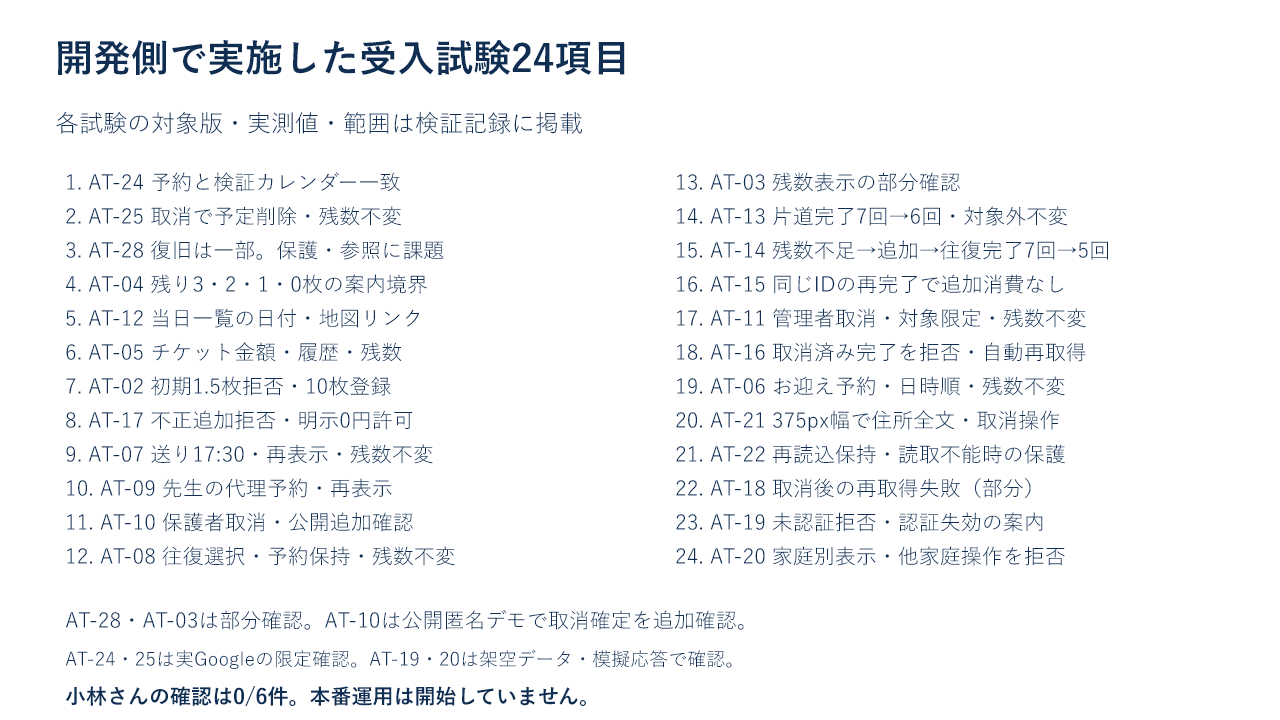 開発側で実施した受入試験24項目
各試験の対象版・実測値・範囲は検証記録に掲載
1. AT-24 予約と検証カレンダー一致
2. AT-25 取消で予定削除・残数不変
3. AT-28 復旧は一部。保護・参照に課題
4. AT-04 残り3・2・1・0枚の案内境界
5. AT-12 当日一覧の日付・地図リンク
6. AT-05 チケット金額・履歴・残数
7. AT-02 初期1.5枚拒否・10枚登録
8. AT-17 不正追加拒否・明示0円許可
9. AT-07 送り17:30・再表示・残数不変
10. AT-09 先生の代理予約・再表示
11. AT-10 保護者取消・公開追加確認
12. AT-08 往復選択・予約保持・残数不変
13. AT-03 残数表示の部分確認
14. AT-13 片道完了7回→6回・対象外不変
15. AT-14 残数不足→追加→往復完了7回→5回
16. AT-15 同じIDの再完了で追加消費なし
17. AT-11 管理者取消・対象限定・残数不変
18. AT-16 取消済み完了を拒否・自動再取得
19. AT-06 お迎え予約・日時順・残数不変
20. AT-21 375px幅で住所全文・取消操作
21. AT-22 再読込保持・読取不能時の保護
22. AT-18 取消後の再取得失敗（部分）
23. AT-19 未認証拒否・認証失効の案内
24. AT-20 家庭別表示・他家庭操作を拒否
AT-28・AT-03は部分確認。AT-10は公開匿名デモで取消確定を追加確認。
AT-24・25は実Googleの限定確認。AT-19・20は架空データ・模擬応答で確認。
小林さんの確認は0/6件。本番運用は開始していません。